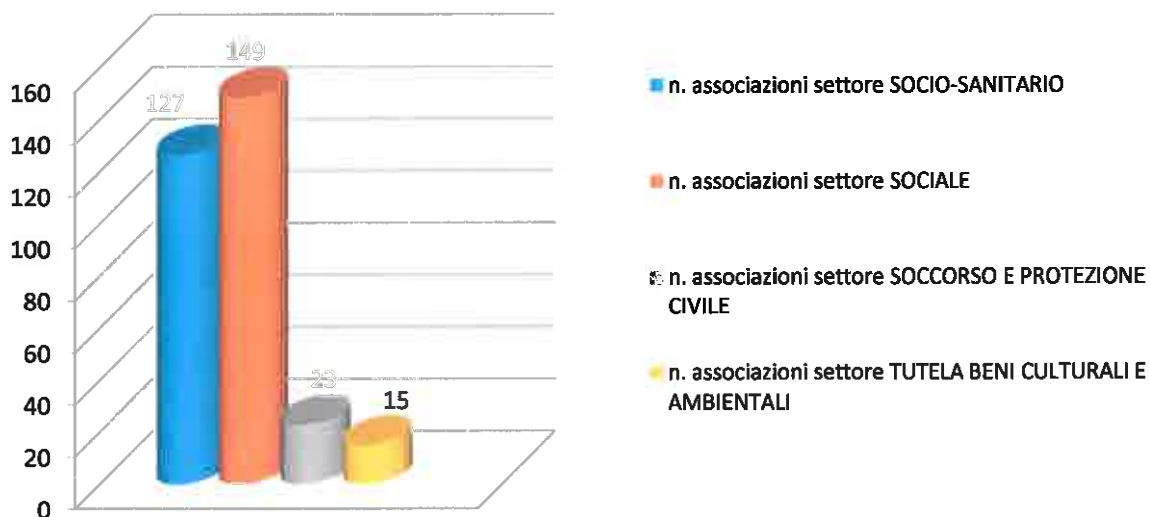 160
140
120
100
80
60
40
20
0
127
149
23
15
n. associazioni settore SOCIO-SANITARIO
n. associazioni settore SOCIALE
n. associazioni settore SOCCORSO E PROTEZIONE
CIVILE
n. associazioni settore TUTELA BENI CULTURALI E
AMBIENTALI